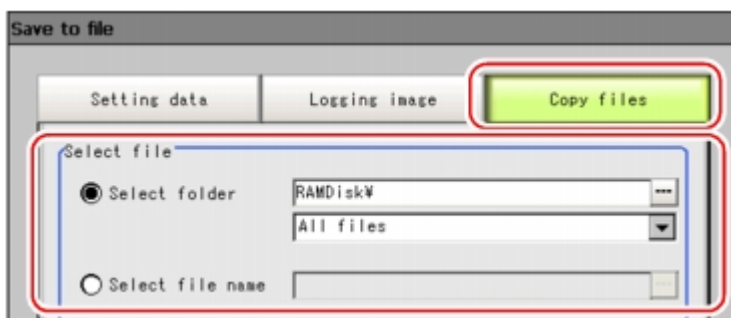 Save to file
Setting data Logging image Copy files
Select file
Select folder RAMDisk¥ ...
All files
Select file name ...